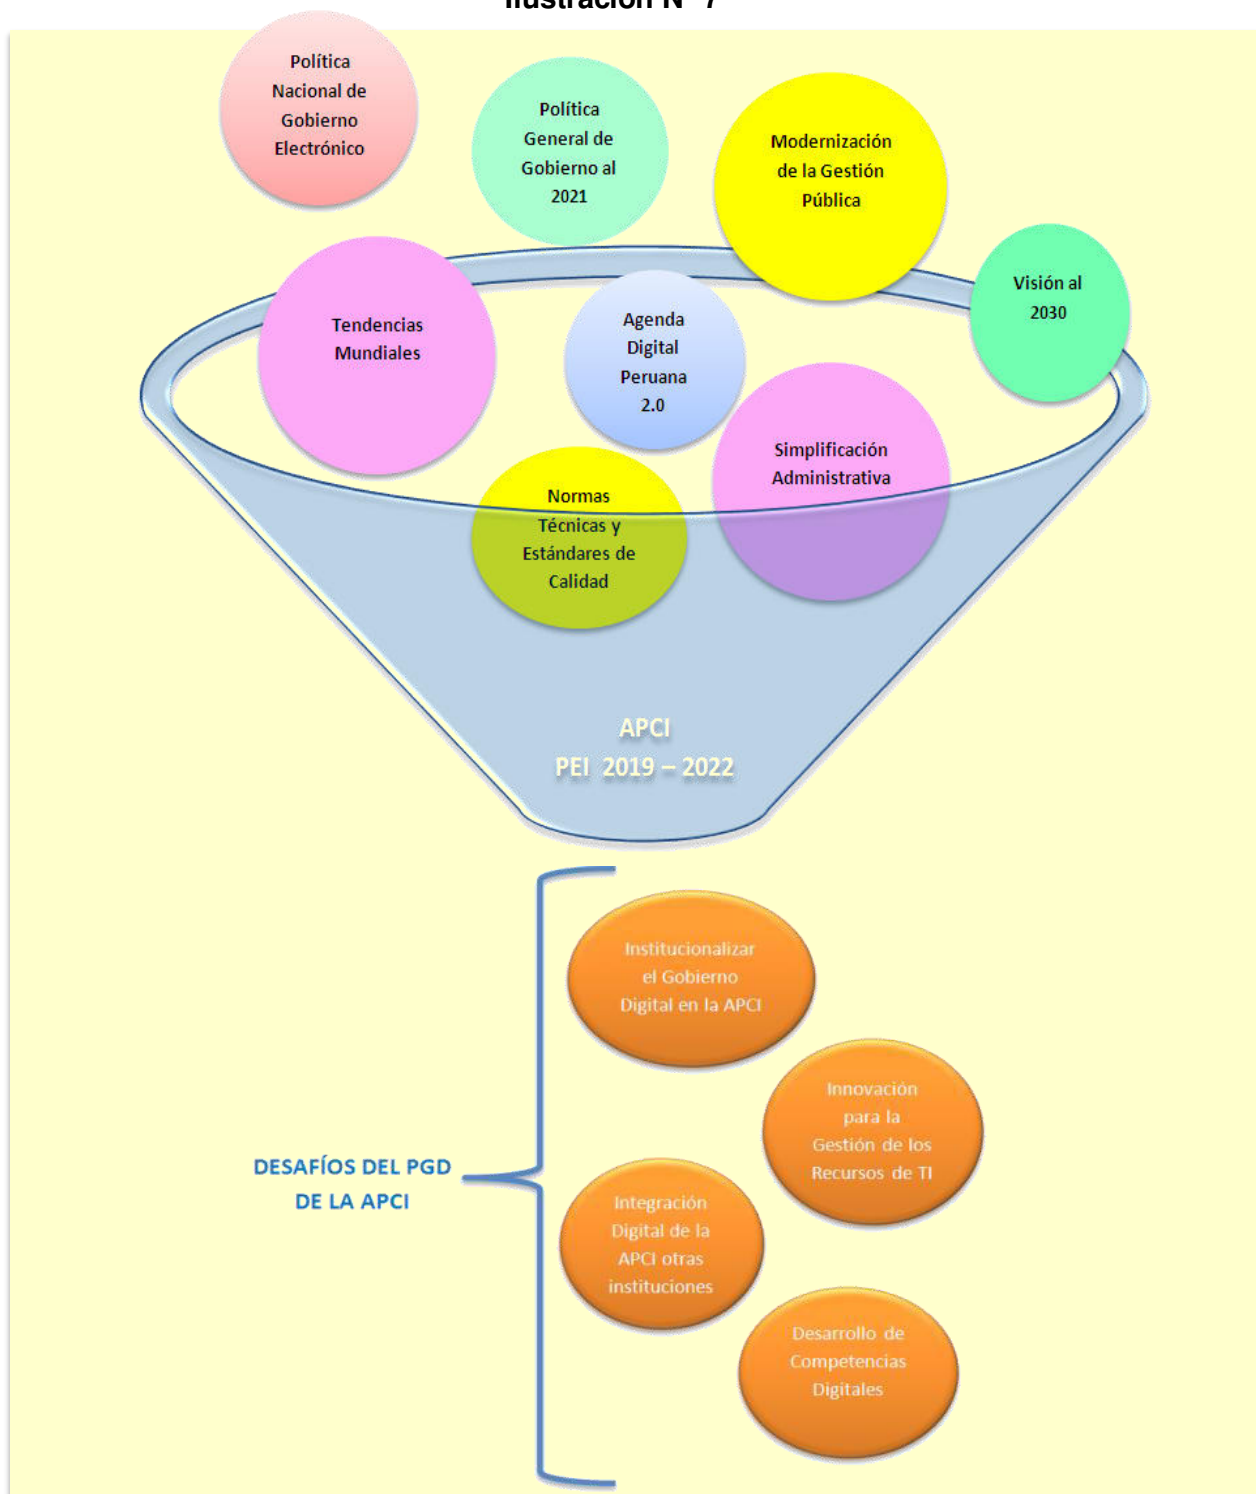 Ilustración N° 7
Política
Nacional de
Gobierno
Electrónico
Política
General de
Gobierno al
2021
Modernización
de la Gestión
Pública
Visión al
2030
Tendencias
Mundiales
Agenda
Digital
Peruana
2.0
Simplificación
Administrativa
Normas
Técnicas y
Estándares de
Calidad
APCI
PEI 2019 – 2022
Institucionalizar
el Gobierno
Digital en la APCI
Innovación
para la
Gestión de los
Recursos de TI
DESAFÍOS DEL PGD
DE LA APCI
Integración
Digital de la
APCI otras
instituciones
Desarrollo de
Competencias
Digitales